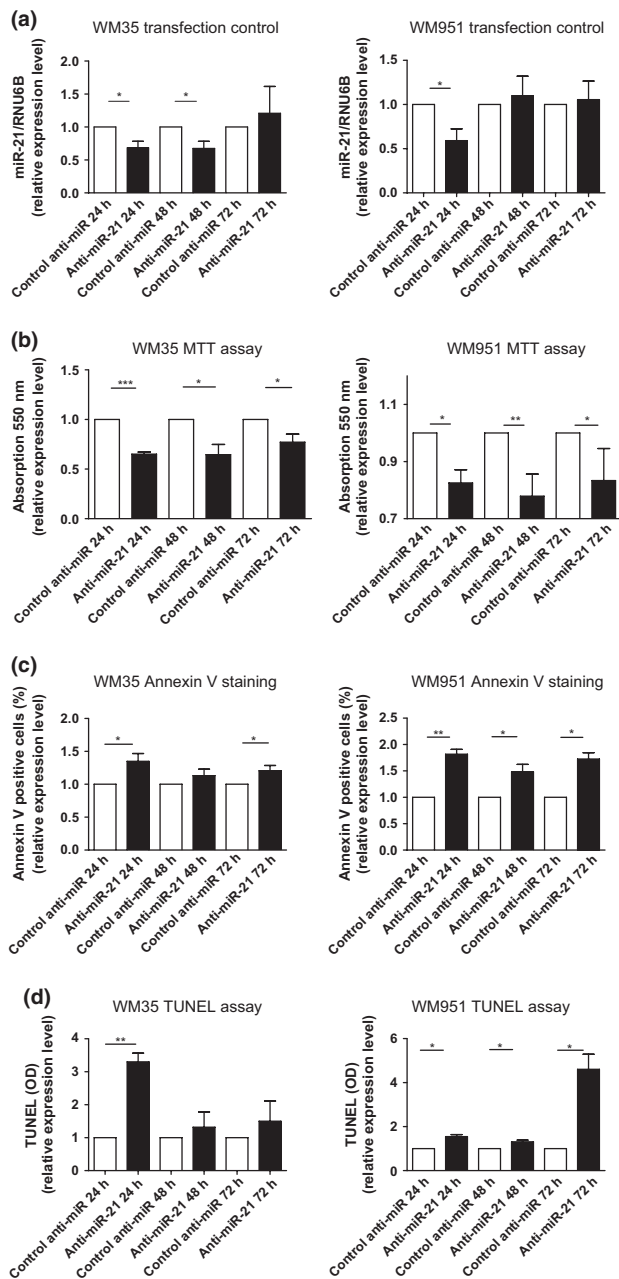 (a)
WM35 transfection control
miR-21/RNU6B
(relative expression level)
2.0
1.5
1.0
0.5
0.0
*
*
Control anti-miR 24 h
Anti-miR-21 24 h
Control anti-miR 48 h
Anti-miR-21 48 h
Control anti-miR 72 h
Anti-miR-21 72 h
WM951 transfection control
miR-21/RNU6B
(relative expression level)
1.5
1.0
0.5
0.0
*
Control anti-miR 24 h
Anti-miR-21 24 h
Control anti-miR 48 h
Anti-miR-21 48 h
Control anti-miR 72 h
Anti-miR-21 72 h
(b)
WM35 MTT assay
Absorption 550 nm
(relative expression level)
1.5
1.0
0.5
0.0
***
*
*
Control anti-miR 24 h
Anti-miR-21 24 h
Control anti-miR 48 h
Anti-miR-21 48 h
Control anti-miR 72 h
Anti-miR-21 72 h
WM951 MTT assay
Absorption 550 nm
(relative expression level)
1.1
0.9
0.7
*
**
*
Control anti-miR 24 h
Anti-miR-21 24 h
Control anti-miR 48 h
Anti-miR-21 48 h
Control anti-miR 72 h
Anti-miR-21 72 h
(c)
WM35 Annexin V staining
Annexin V positive cells (%)
(relative expression level)
2.0
1.5
1.0
0.5
0.0
*
*
Control anti-miR 24 h
Anti-miR-21 24 h
Control anti-miR 48 h
Anti-miR-21 48 h
Control anti-miR 72 h
Anti-miR-21 72 h
WM951 Annexin V staining
Annexin V positive cells (%)
(relative expression level)
2.5
2.0
1.5
1.0
0.5
0.0
**
*
*
Control anti-miR 24 h
Anti-miR-21 24 h
Control anti-miR 48 h
Anti-miR-21 48 h
Control anti-miR 72 h
Anti-miR-21 72 h
(d)
WM35 TUNEL assay
TUNEL (OD)
(relative expression level)
4
3
2
1
0
**
Control anti-miR 24 h
Anti-miR-21 24 h
Control anti-miR 48 h
Anti-miR-21 48 h
Control anti-miR 72 h
Anti-miR-21 72 h
WM951 TUNEL assay
TUNEL (OD)
(relative expression level)
6
4
2
0
*
*
*
Control anti-miR 24 h
Anti-miR-21 24 h
Control anti-miR 48 h
Anti-miR-21 48 h
Control anti-miR 72 h
Anti-miR-21 72 h